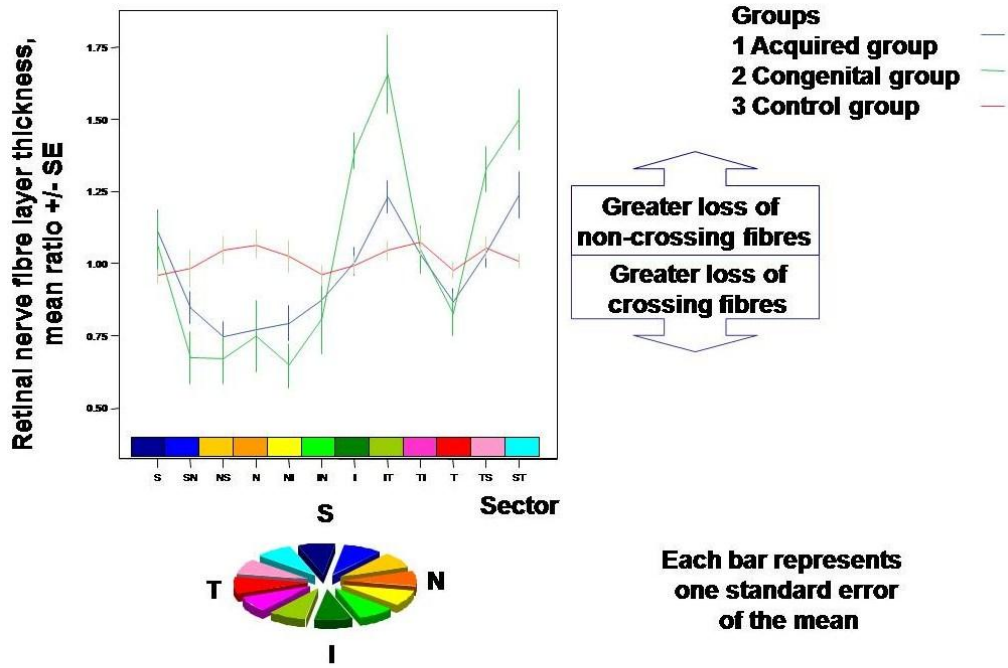 Retinal nerve fibre layer thickness,
mean ratio +/- SE
1.75
1.50
1.25
1.00
0.75
0.50
S SN NS N NI IN I IT TI T TS ST
Sector
Groups
1 Acquired group
2 Congenital group
3 Control group
Greater loss of
non-crossing fibres
Greater loss of
crossing fibres
S
T
N
I
Each bar represents
one standard error
of the mean